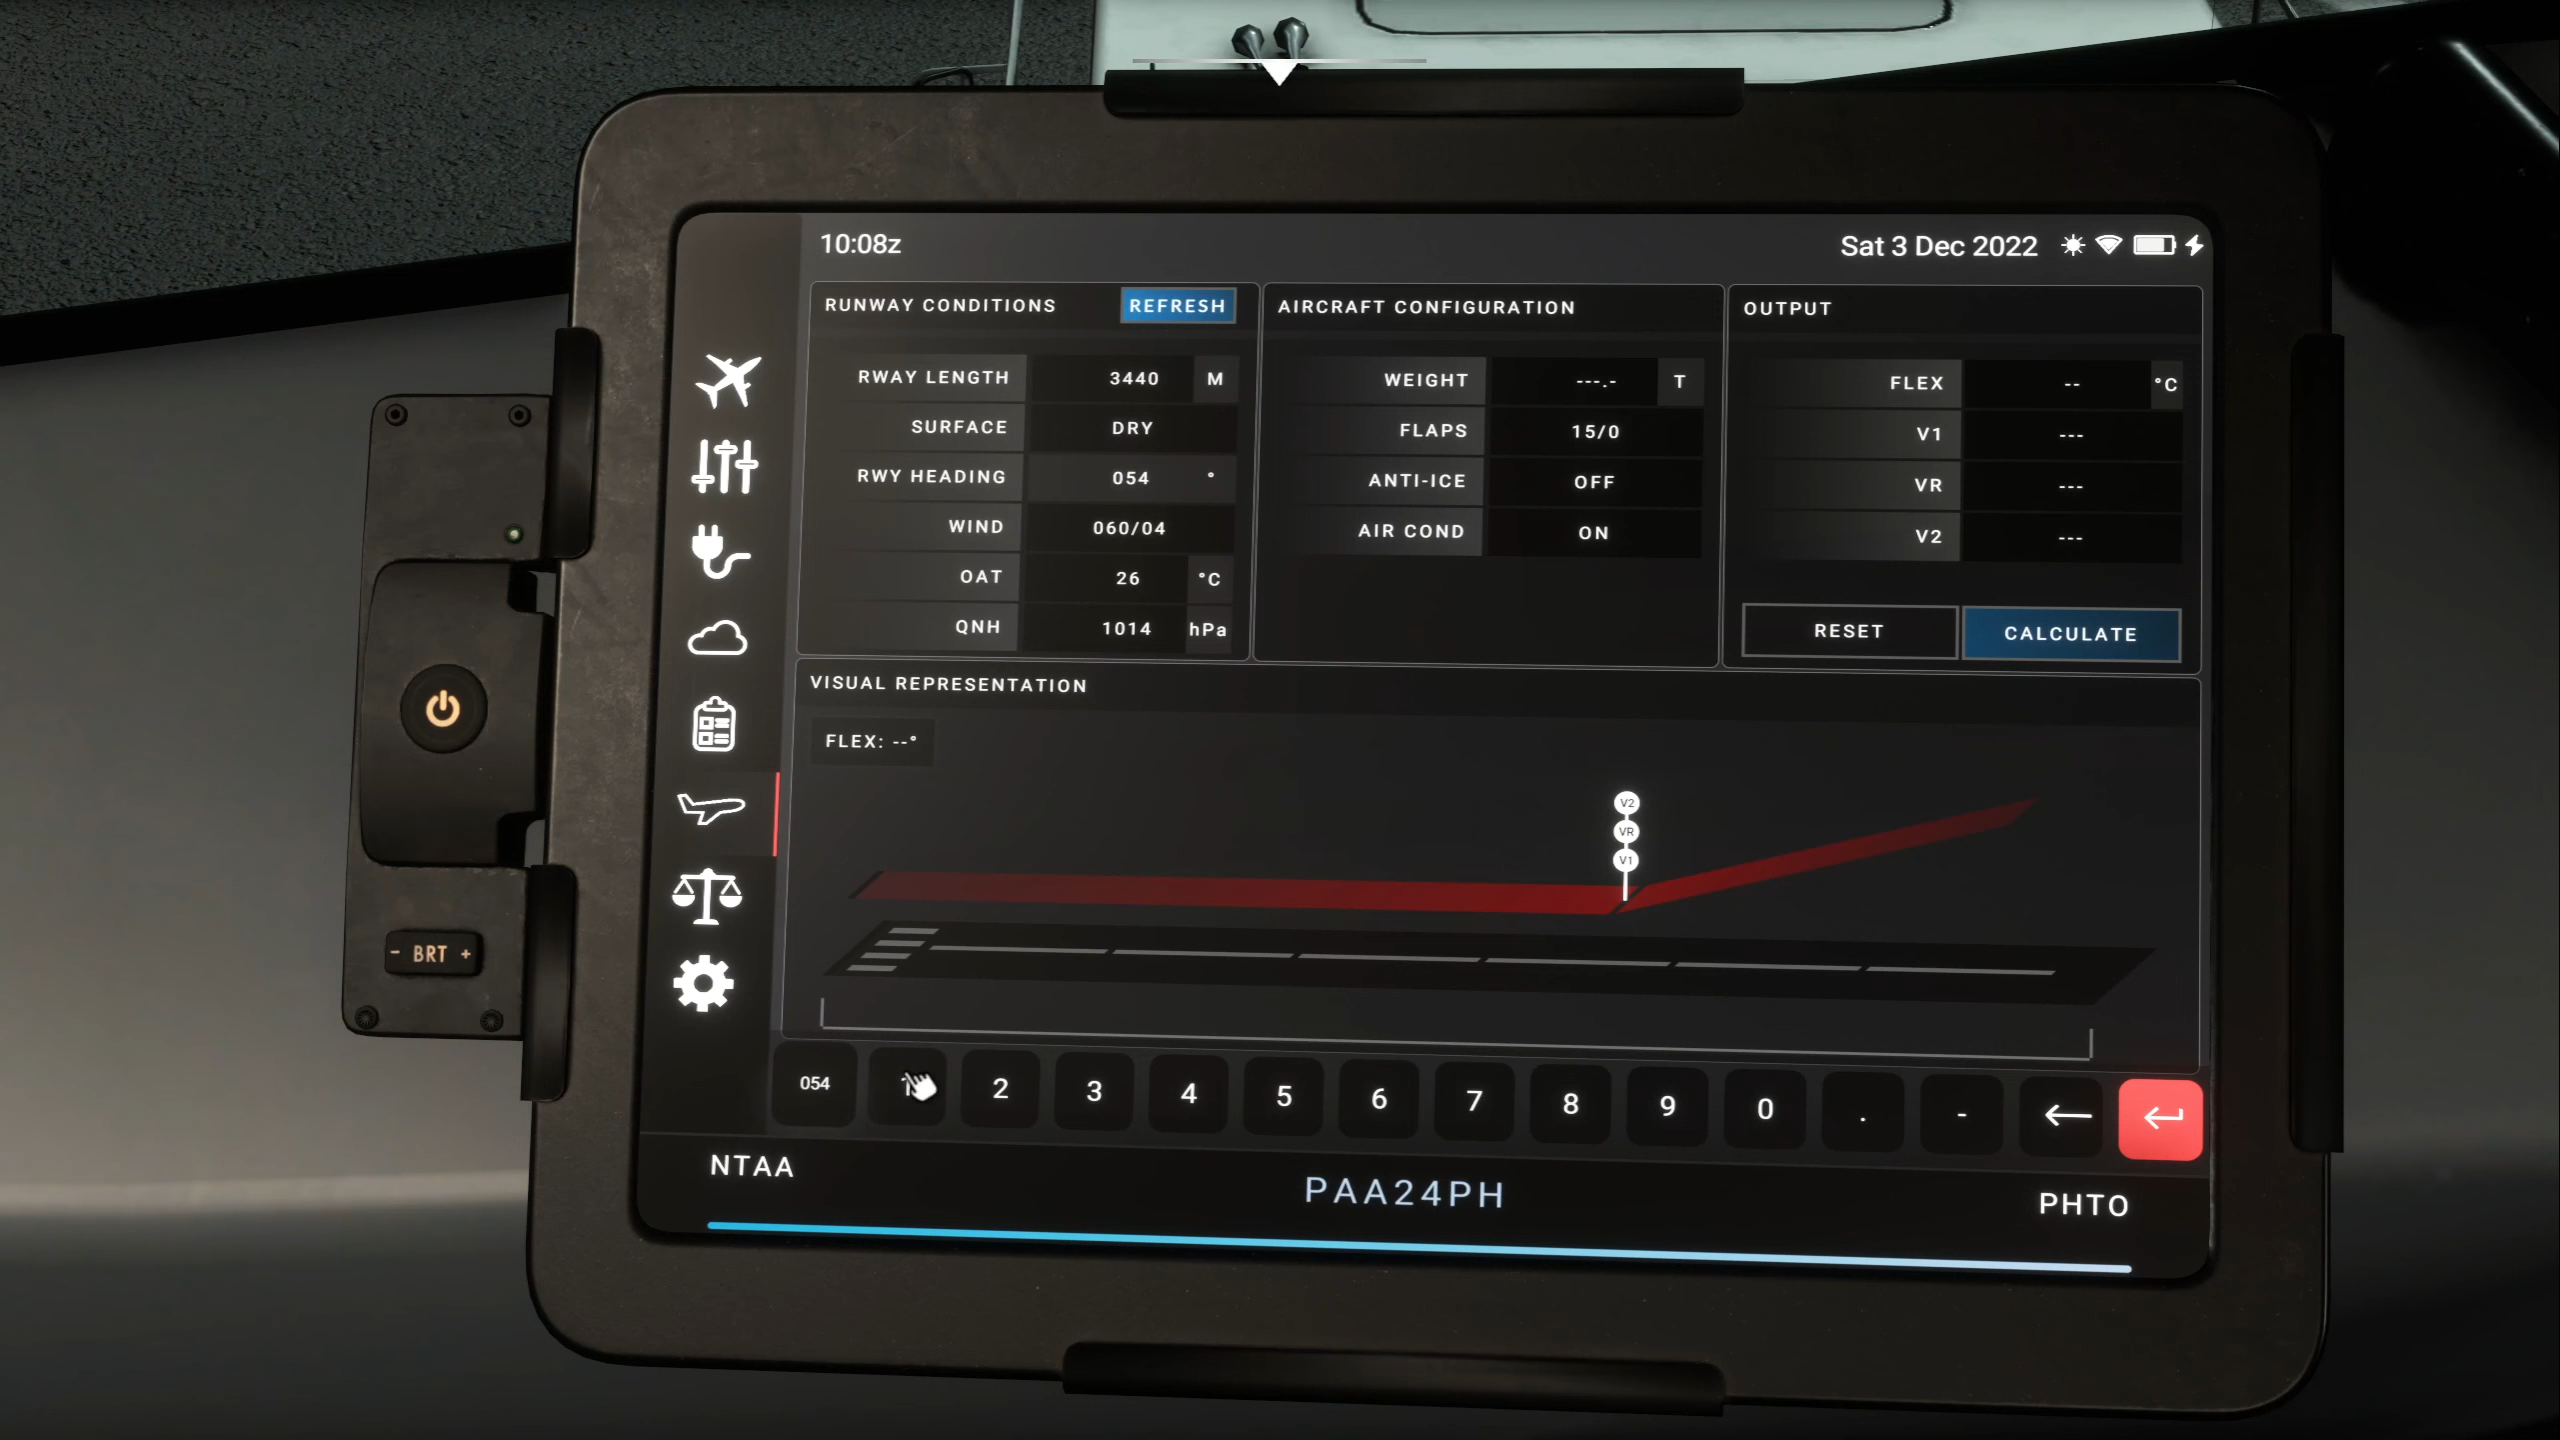 10:08z
Sat 3 Dec 2022
RUNWAY CONDITIONS
REFRESH
RWAY LENGTH 3440 M
SURFACE DRY
RWY HEADING 054 °
WIND 060/04
OAT 26 °C
QNH 1014 hPa
AIRCRAFT CONFIGURATION
WEIGHT ---.- T
FLAPS 15/0
ANTI-ICE OFF
AIR COND ON
OUTPUT
FLEX -- °C
V1 ---
VR ---
V2 ---
RESET CALCULATE
VISUAL REPRESENTATION
FLEX: --°
V2
VR
V1
- BRT +
054 2 3 4 5 6 7 8 9 0 . -
NTAA
PAA24PH
PHTO